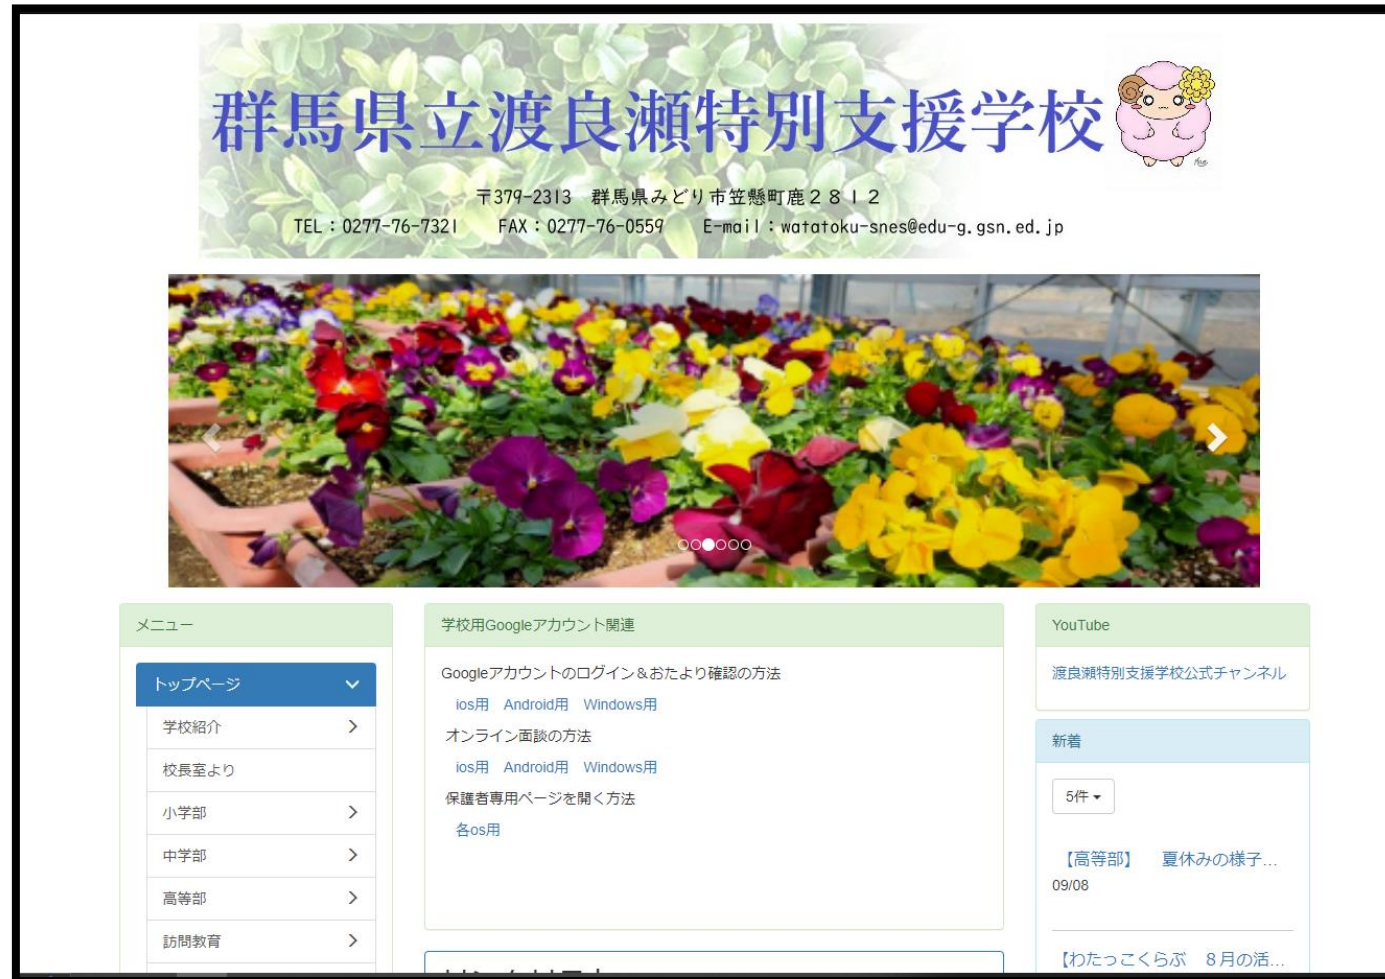 群馬県立渡良瀬特別支援学校
〒379-2313 群馬県みどり市笠懸町鹿２８１２
TEL：0277-76-7321 FAX：0277-76-0559 E-mail：watatoku-snes@edu-g.gsn.ed.jp
メニュー
トップページ
学校紹介
校長室より
小学部
中学部
高等部
訪問教育
学校用Googleアカウント関連
Googleアカウントのログイン＆おたより確認の方法
ios用 Android用 Windows用
オンライン面談の方法
ios用 Android用 Windows用
保護者専用ページを開く方法
各os用
YouTube
渡良瀬特別支援学校公式チャンネル
新着
5件
【高等部】 夏休みの様子...
09/08
【わたっこくらぶ ８月の活...